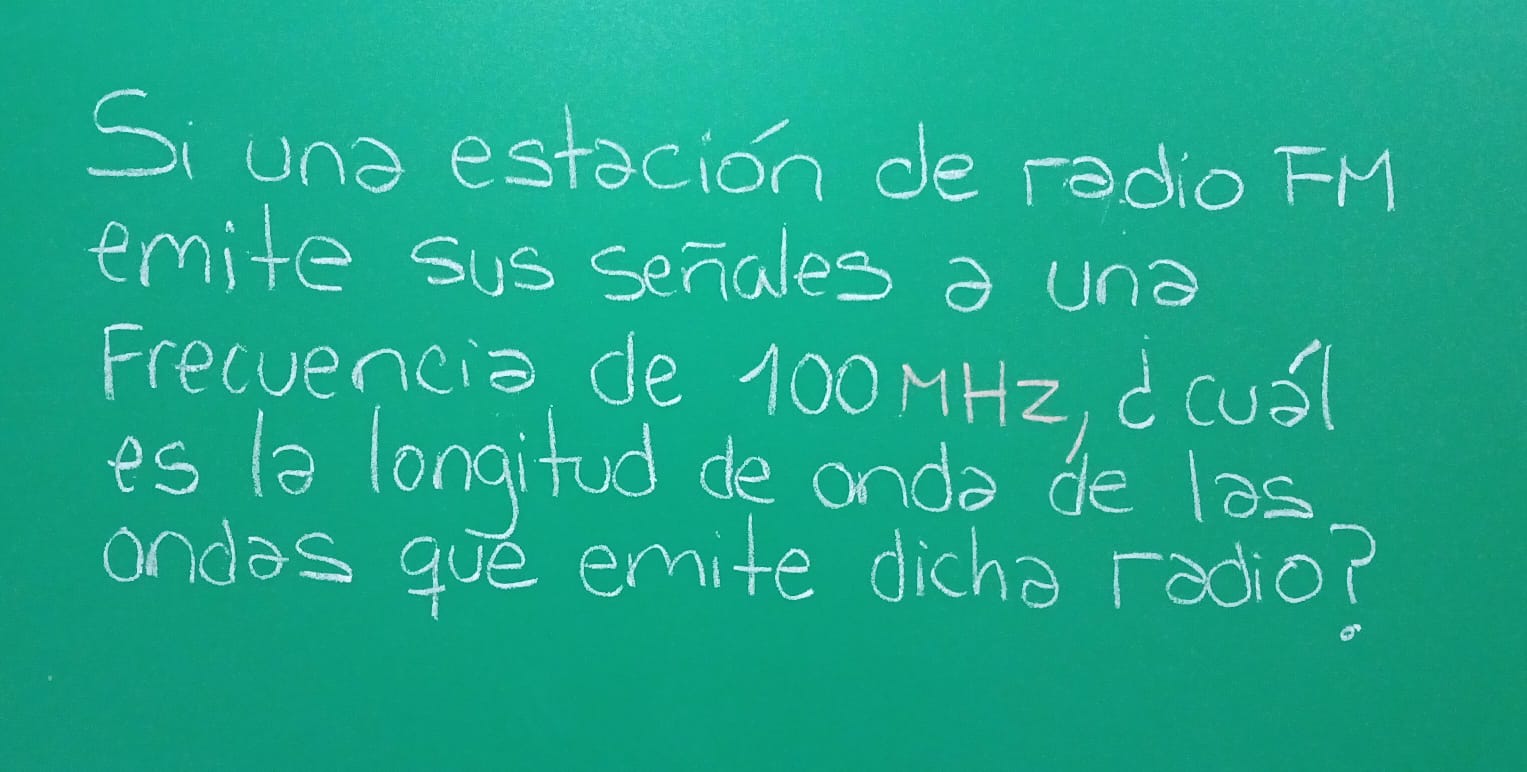 Si una estación de radio FM
emite sus señales a una
Frecuencia de 100 MHz, ¿cuál
es la longitud de onda de las
ondas que emite dicha radio?